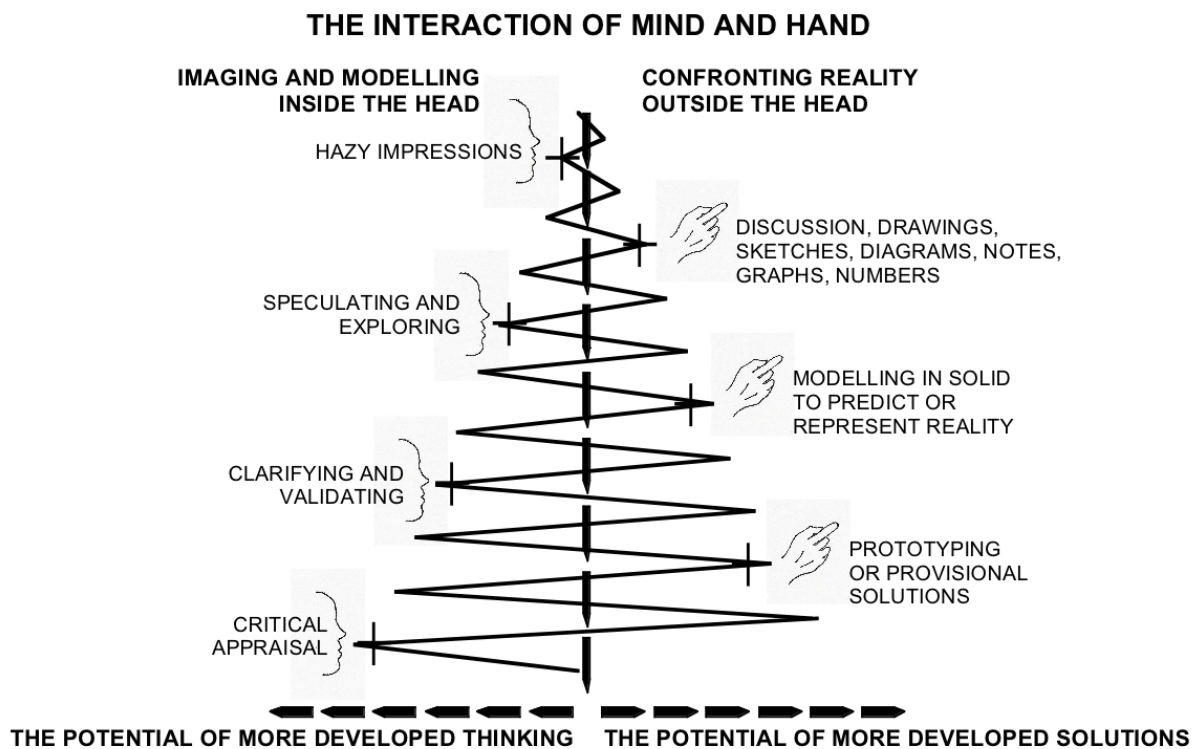 THE INTERACTION OF MIND AND HAND
IMAGING AND MODELLING
INSIDE THE HEAD
CONFRONTING REALITY
OUTSIDE THE HEAD
HAZY IMPRESSIONS
DISCUSSION, DRAWINGS,
SKETCHES, DIAGRAMS, NOTES,
GRAPHS, NUMBERS
SPECULATING AND
EXPLORING
MODELLING IN SOLID
TO PREDICT OR
REPRESENT REALITY
CLARIFYING AND
VALIDATING
PROTOTYPING
OR PROVISIONAL
SOLUTIONS
CRITICAL
APPRAISAL
THE POTENTIAL OF MORE DEVELOPED THINKING
THE POTENTIAL OF MORE DEVELOPED SOLUTIONS